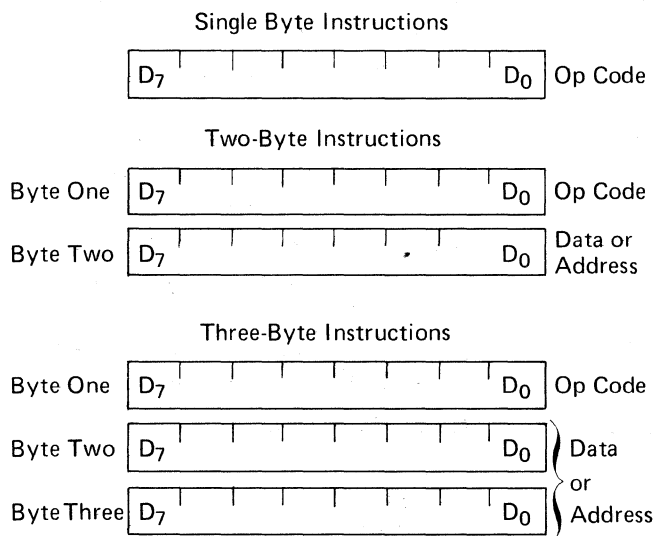 Single Byte Instructions
D7 D0 Op Code
Two-Byte Instructions
Byte One D7 D0 Op Code
Byte Two D7 D0 Data or Address
Three-Byte Instructions
Byte One D7 D0 Op Code
Byte Two D7 D0 Data
or
Byte Three D7 D0 Address